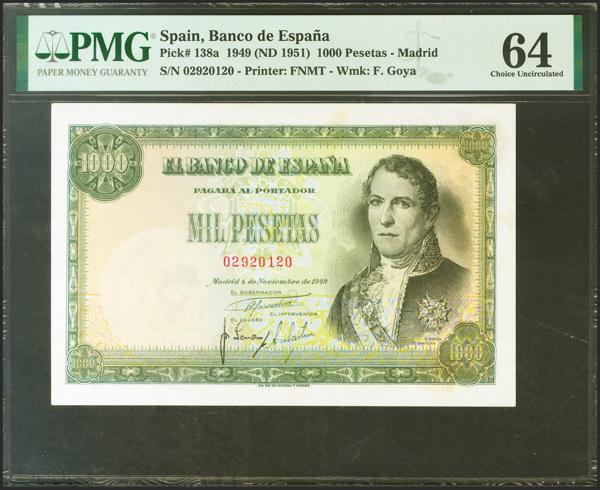 PMG
PAPER MONEY GUARANTY
Spain, Banco de España
Pick# 138a 1949 (ND 1951) 1000 Pesetas - Madrid
S/N 02920120 - Printer: FNMT - Wmk: F. Goya
64
Choice Uncirculated
1000
1000
EL BANCO DE ESPAÑA
PAGARÁ AL PORTADOR
MIL PESETAS
02920120
Madrid 4 de Noviembre de 1949
EL GOBERNADOR
EL CAJERO
EL INTERVENTOR
1000
1000